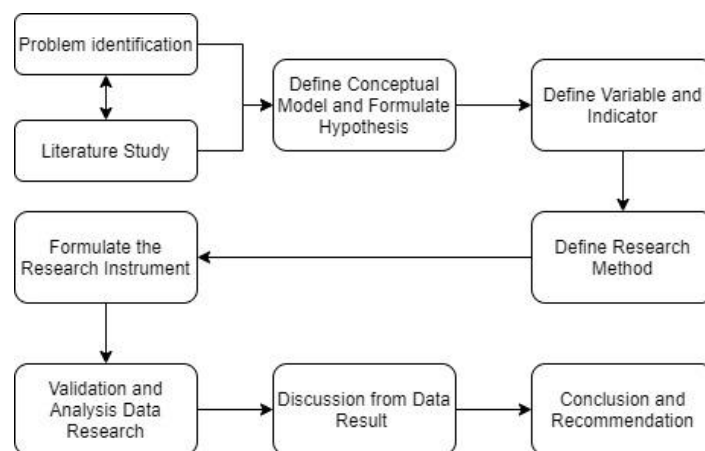 Problem identification
Literature Study
Define Conceptual
Model and Formulate
Hypothesis
Define Variable and
Indicator
Define Research
Method
Formulate the
Research Instrument
Validation and
Analysis Data
Research
Discussion from Data
Result
Conclusion and
Recommendation